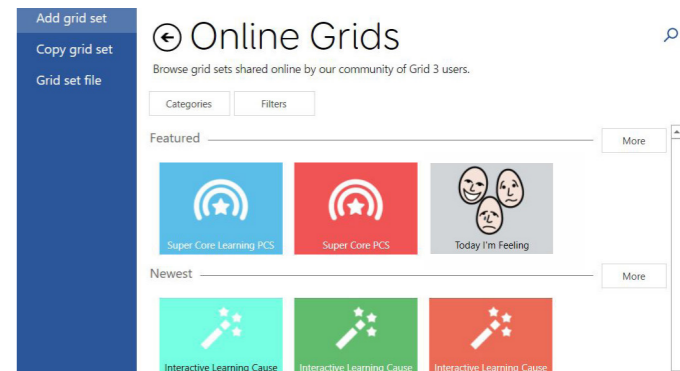 Add grid set
Copy grid set
Grid set file
Online Grids
Browse grid sets shared online by our community of Grid 3 users.
Categories
Filters
Featured
More
Super Core Learning PCS
Super Core PCS
Today I'm Feeling
Newest
More
Interactive Learning Cause
Interactive Learning Cause
Interactive Learning Cause